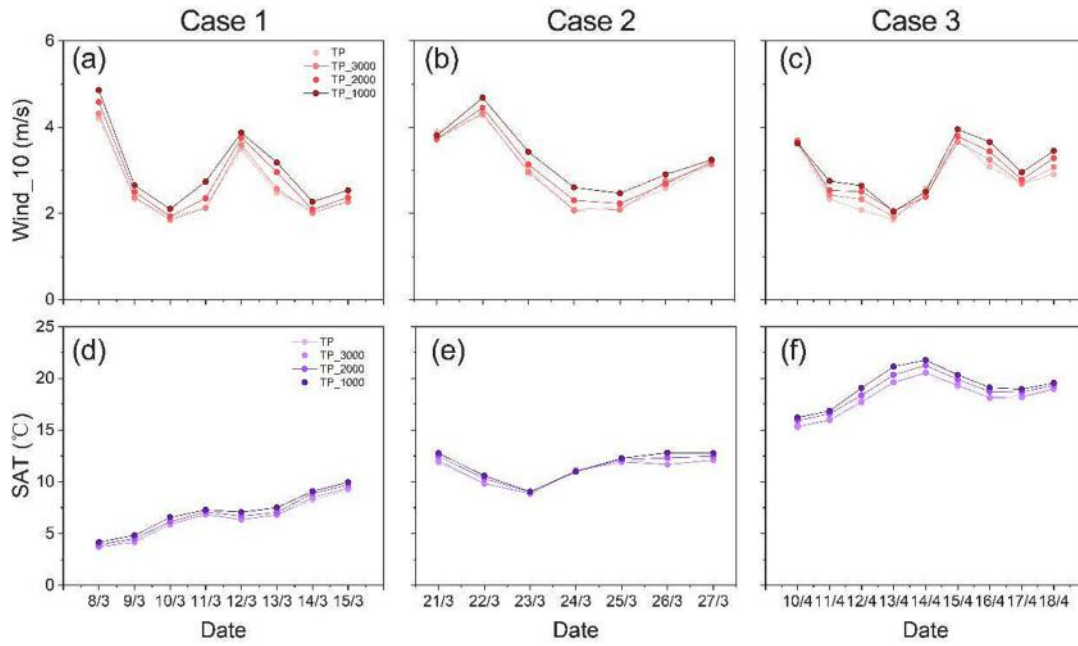 Case 1
Case 2
Case 3
(a)
TP
TP_3000
TP_2000
TP_1000
(b)
(c)
Wind_10 (m/s)
6
4
2
0
(d)
TP
TP_3000
TP_2000
TP_1000
(e)
(f)
SAT (℃)
25
20
15
10
5
0
8/3 9/3 10/3 11/3 12/3 13/3 14/3 15/3
21/3 22/3 23/3 24/3 25/3 26/3 27/3
10/4 11/4 12/4 13/4 14/4 15/4 16/4 17/4 18/4
Date
Date
Date